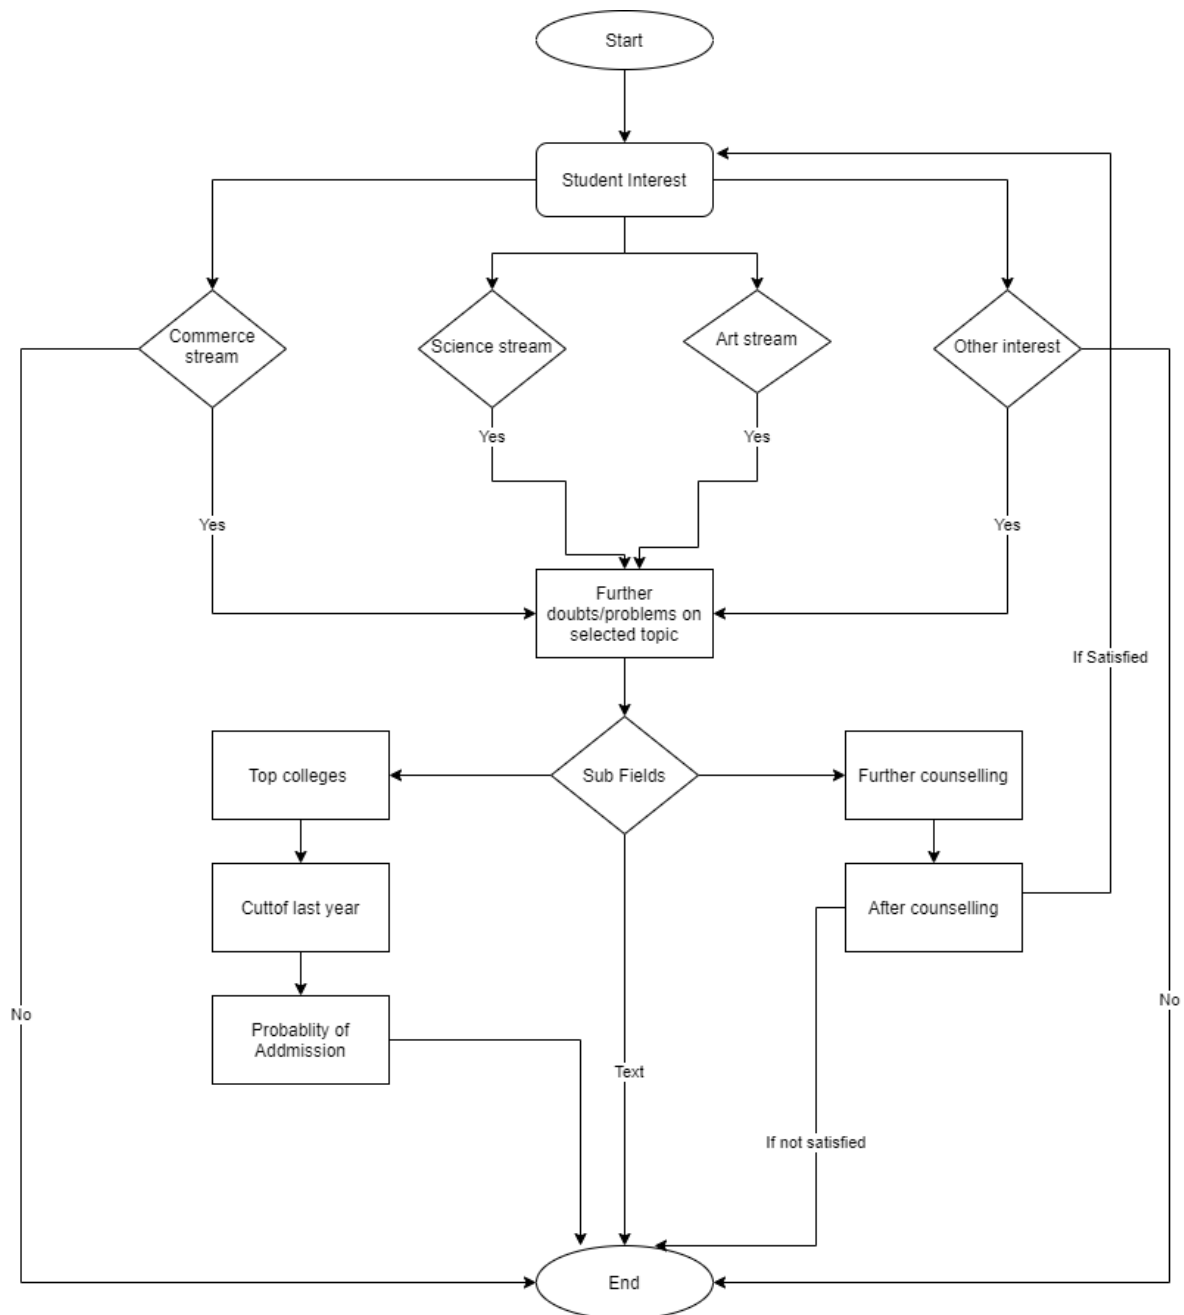 Start
Student Interest
Commerce
stream
Science stream
Art stream
Other interest
Yes
Yes
Yes
Yes
Further
doubts/problems on
selected topic
If Satisfied
Top colleges
Sub Fields
Further counselling
Cuttof last year
After counselling
No
No
Probablity of
Addmission
Text
If not satisfied
End